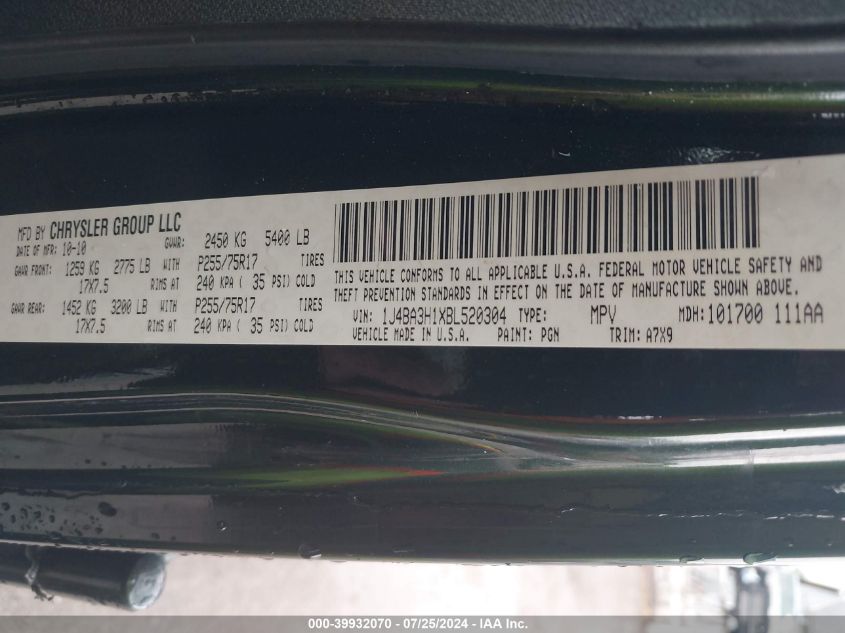 MFD BY CHRYSLER GROUP LLC
DATE OF MFR: 10-10 GVWR: 2450 KG 5400 LB
GAWR FRONT: 1259 KG 2775 LB WITH P255/75R17 TIRES
17X7.5 RIMS AT 240 KPA ( 35 PSI) COLD
GAWR REAR: 1452 KG 3200 LB WITH P255/75R17 TIRES
17X7.5 RIMS AT 240 KPA ( 35 PSI) COLD
THIS VEHICLE CONFORMS TO ALL APPLICABLE U.S.A. FEDERAL MOTOR VEHICLE SAFETY AND
THEFT PREVENTION STANDARDS IN EFFECT ON THE DATE OF MANUFACTURE SHOWN ABOVE.
VIN: 1J4BA3H1XBL520304 TYPE: MPV MDH:101700 111AA
VEHICLE MADE IN U.S.A. PAINT: PGN TRIM: A7X9
000-39932070 - 07/25/2024 - IAA Inc.